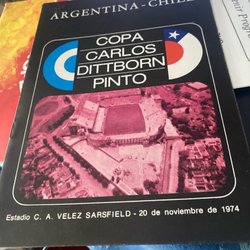 ARGENTINA - CHILE
COPA
CARLOS
DITTBORN
PINTO
Estadio C. A. VELEZ SARSFIELD - 20 de noviembre de 1974